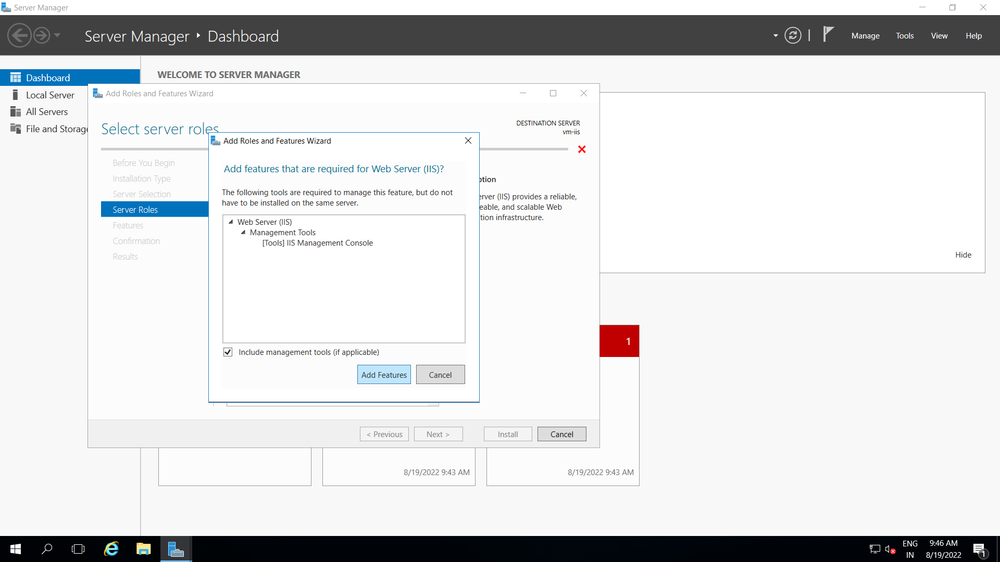 Server Manager
Server Manager ‣ Dashboard
Manage
Tools
View
Help
Dashboard
Local Server
All Servers
File and Storage
WELCOME TO SERVER MANAGER
Add Roles and Features Wizard
Select server roles
DESTINATION SERVER
vm-iis
Before You Begin
Installation Type
Server Selection
Server Roles
Features
Confirmation
Results
Add Roles and Features Wizard
Add features that are required for Web Server (IIS)?
The following tools are required to manage this feature, but do not
have to be installed on the same server.
Web Server (IIS)
Management Tools
[Tools] IIS Management Console
Include management tools (if applicable)
Add Features
Cancel
ption
erver (IIS) provides a reliable,
eable, and scalable Web
tion infrastructure.
Hide
1
< Previous
Next >
Install
Cancel
8/19/2022 9:43 AM
8/19/2022 9:43 AM
ENG
IN
9:46 AM
8/19/2022
1